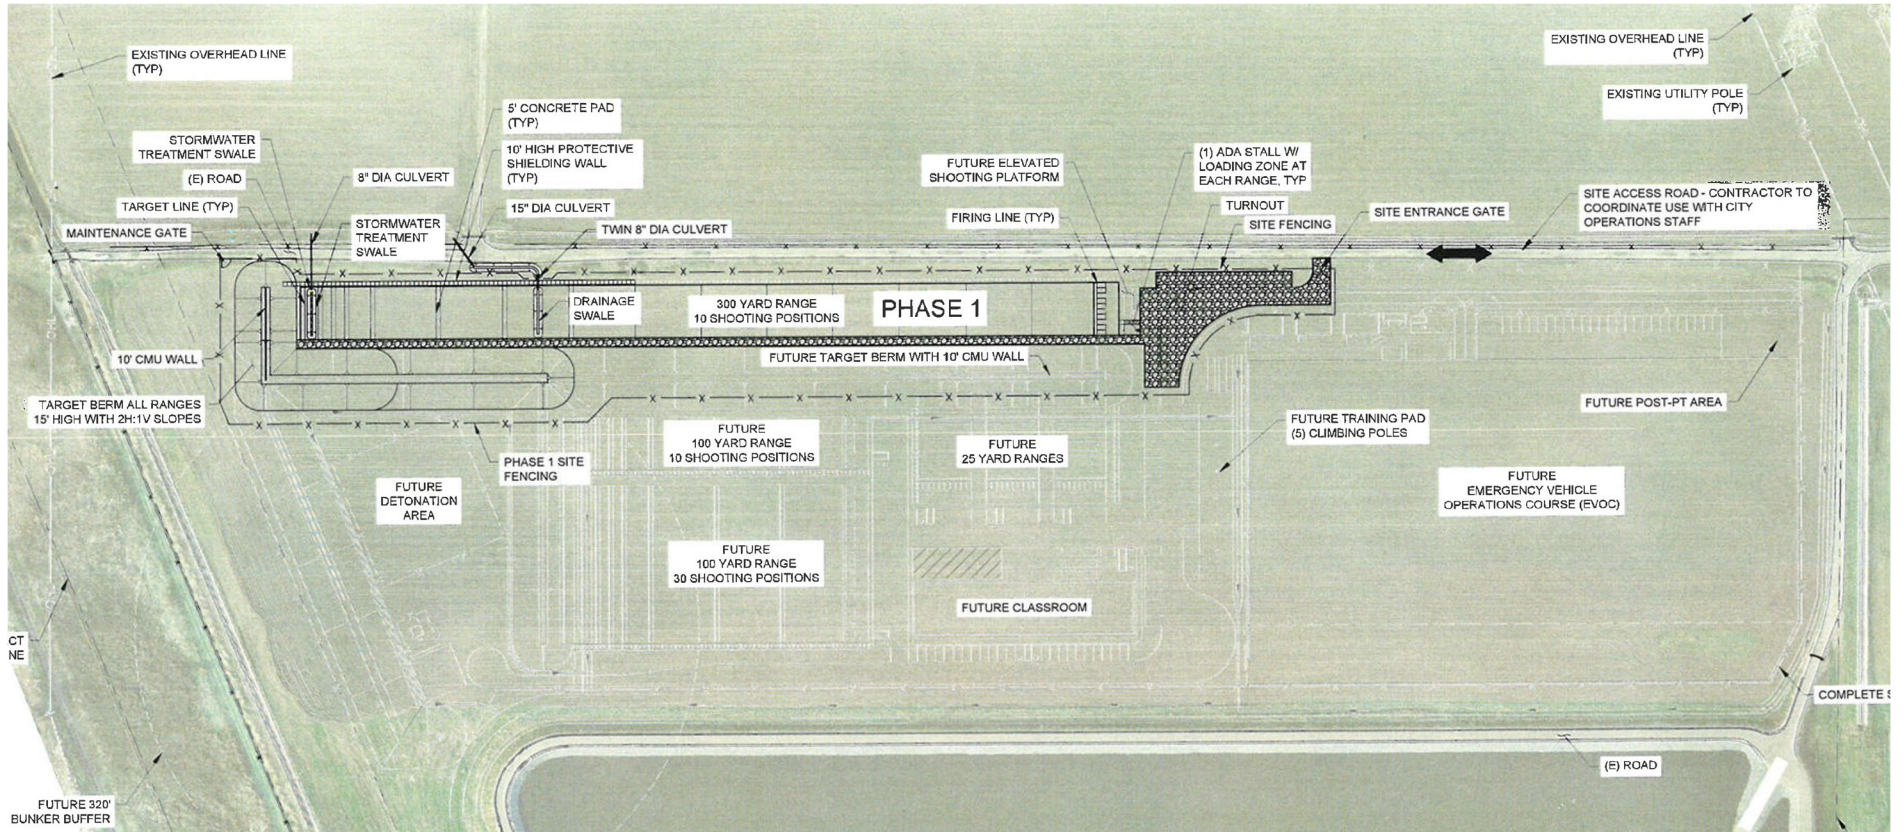 EXISTING OVERHEAD LINE
(TYP)
EXISTING OVERHEAD LINE
(TYP)
EXISTING UTILITY POLE
(TYP)
5' CONCRETE PAD
(TYP)
STORMWATER
TREATMENT SWALE
10' HIGH PROTECTIVE
SHIELDING WALL
(TYP)
(E) ROAD
8" DIA CULVERT
FUTURE ELEVATED
SHOOTING PLATFORM
(1) ADA STALL W/
LOADING ZONE AT
EACH RANGE, TYP
SITE ACCESS ROAD - CONTRACTOR TO
COORDINATE USE WITH CITY
OPERATIONS STAFF
TARGET LINE (TYP)
15" DIA CULVERT
TURNOUT
MAINTENANCE GATE
STORMWATER
TREATMENT
SWALE
TWIN 8" DIA CULVERT
FIRING LINE (TYP)
SITE FENCING
SITE ENTRANCE GATE
DRAINAGE
SWALE
300 YARD RANGE
10 SHOOTING POSITIONS
PHASE 1
OHL
10' CMU WALL
FUTURE TARGET BERM WITH 10' CMU WALL
TARGET BERM ALL RANGES
15' HIGH WITH 2H:1V SLOPES
FUTURE POST-PT AREA
FUTURE
100 YARD RANGE
10 SHOOTING POSITIONS
FUTURE
25 YARD RANGES
FUTURE TRAINING PAD
(5) CLIMBING POLES
PHASE 1 SITE
FENCING
FUTURE
DETONATION
AREA
FUTURE
EMERGENCY VEHICLE
OPERATIONS COURSE (EVOC)
FUTURE
100 YARD RANGE
30 SHOOTING POSITIONS
FUTURE CLASSROOM
CT
NE
COMPLETE S
(E) ROAD
FUTURE 320'
BUNKER BUFFER